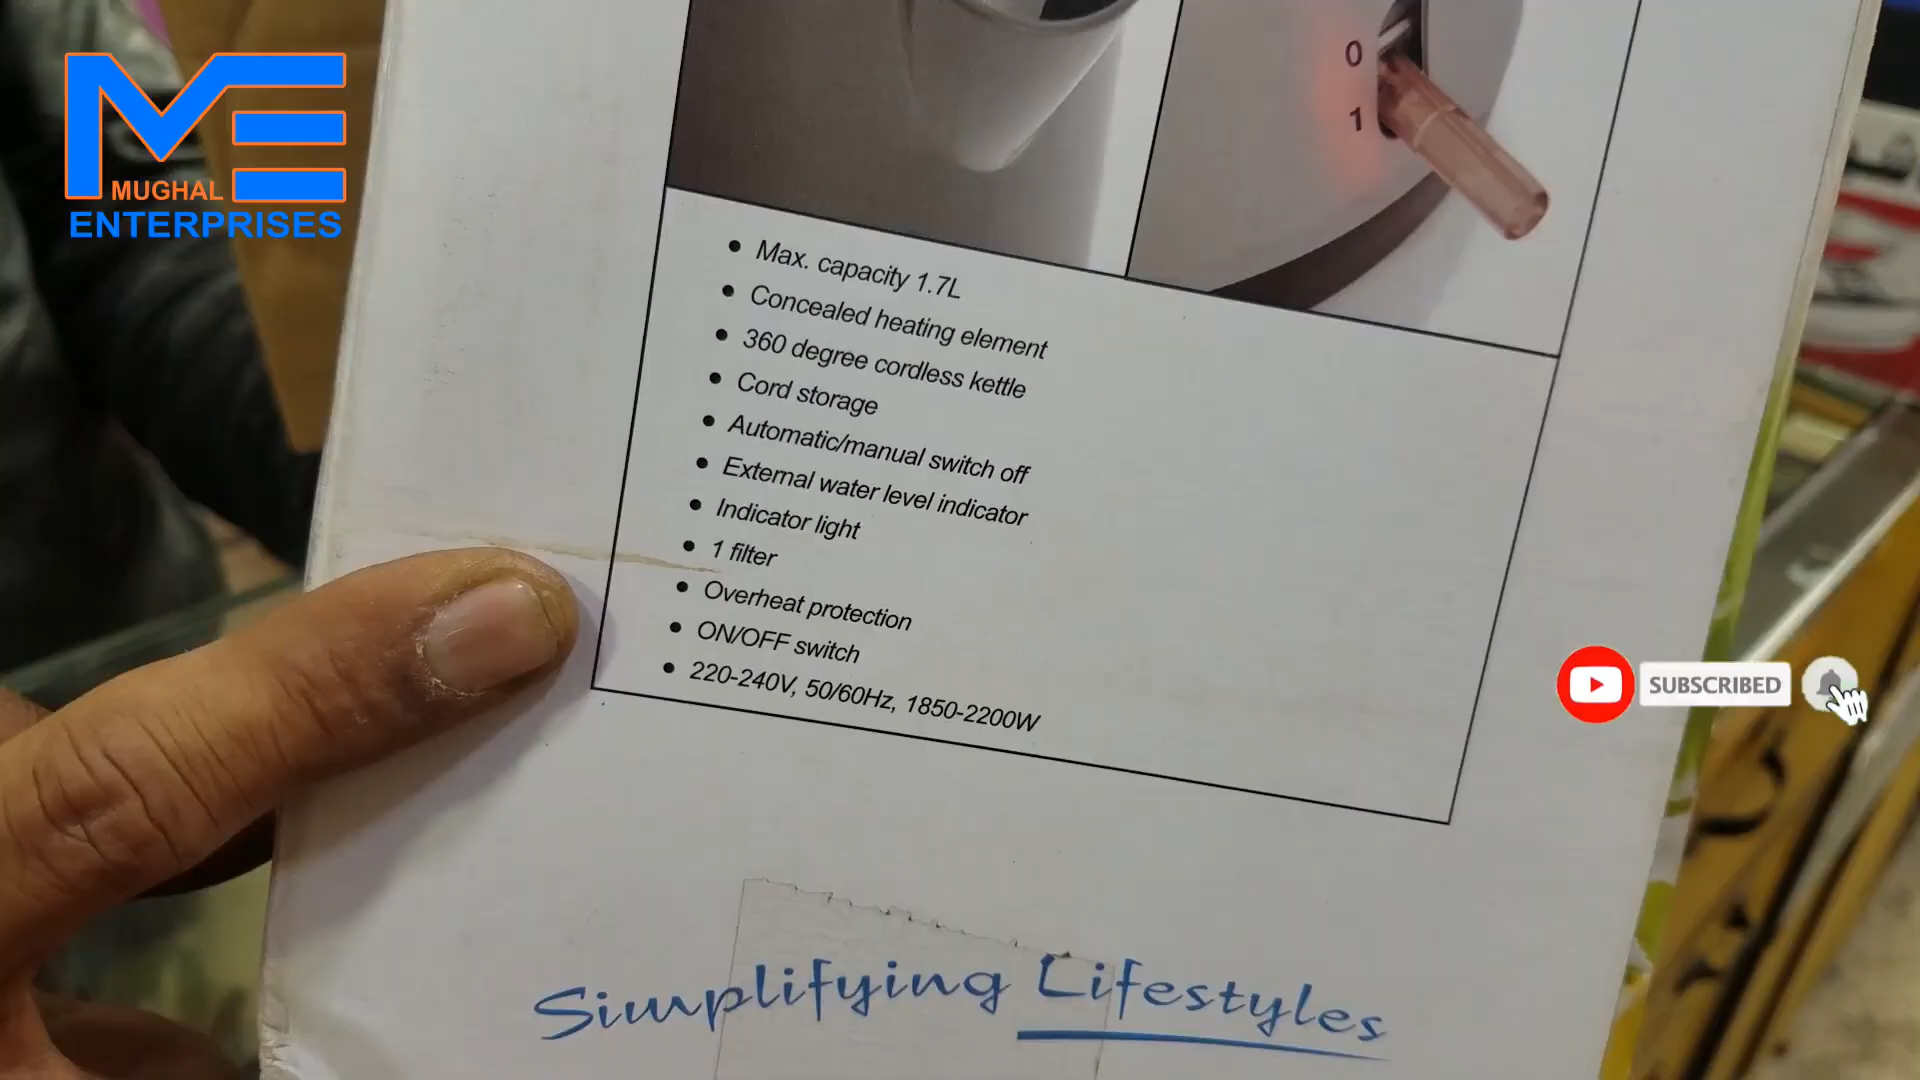 MUGHAL
ENTERPRISES
0
1
• Max. capacity 1.7L
• Concealed heating element
• 360 degree cordless kettle
• Cord storage
• Automatic/manual switch off
• External water level indicator
• Indicator light
• 1 filter
• Overheat protection
• ON/OFF switch
• 220-240V, 50/60Hz, 1850-2200W
SUBSCRIBED
Simplifying Lifestyles